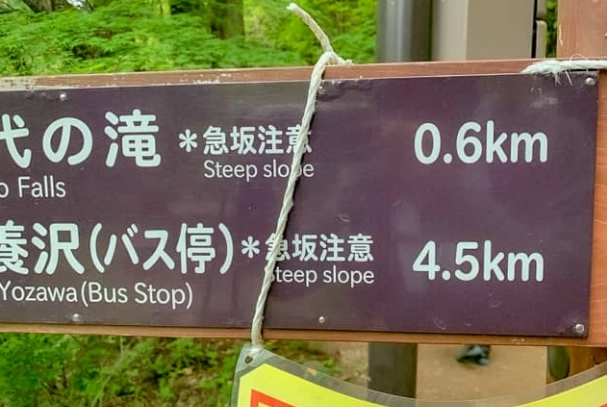 代の滝 *急坂注意 0.6km
Falls Steep slope
養沢(バス停) *急坂注意 4.5km
Yozawa(Bus Stop) Steep slope